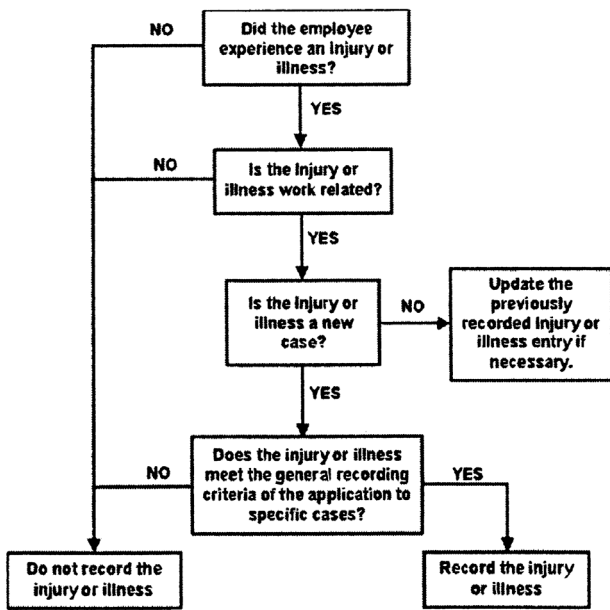 NO
Did the employee
experience an Injury or
illness?
YES
NO
Is the Injury or
illness work related?
YES
Is the Injury or
illness a new
case?
NO
Update the
previously
recorded Injury or
illness entry if
necessary.
YES
NO
Does the injury or illness
meet the general recording
criteria of the application to
specific cases?
YES
Do not record the
injury or illness
Record the injury
or illness